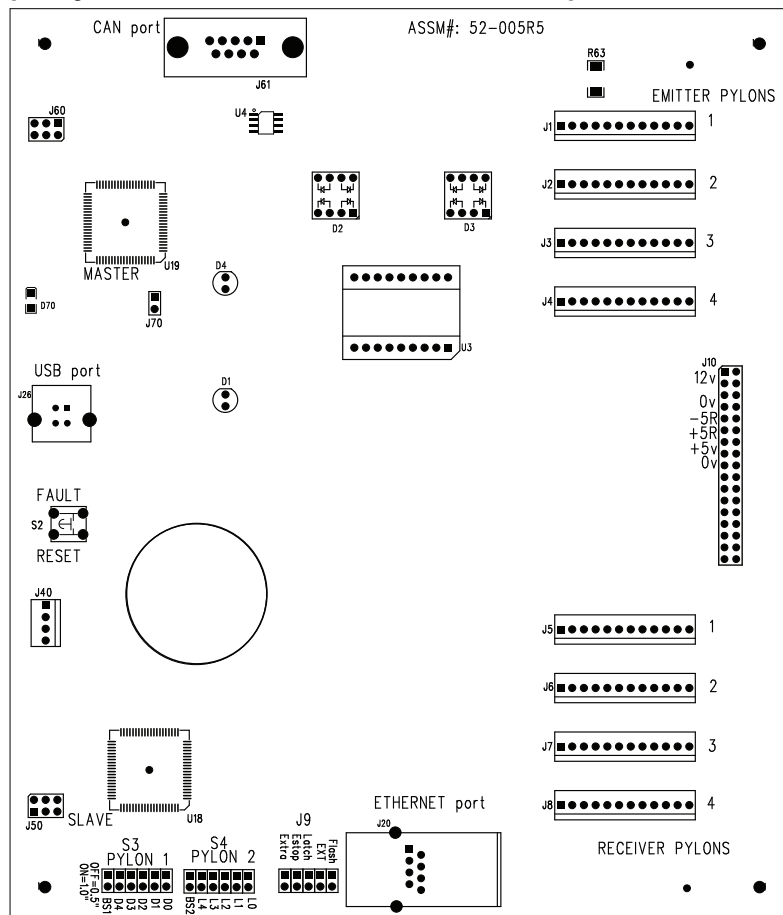 CAN port
ASSM#: 52-005R5
J61
R63
EMITTER PYLONS
J60
U4
J1
1
J2
2
D2
D3
MASTER
U19
D4
J3
3
J4
4
D70
J70
U3
USB port
J26
D1
J10
12v
0v
-5R
+5R
+5v
0v
FAULT
S2
RESET
J40
J5
1
J6
2
J7
3
J8
4
J50
SLAVE
U18
ETHERNET port
J20
RECEIVER PYLONS
S3
PYLON 1
OFF=0.5"
ON=1.0"
BS1
D4
D3
D2
D1
D0
S4
PYLON 2
BS2
L4
L3
L2
L1
L0
J9
Extra
Estop
Latch
EXT
Flash